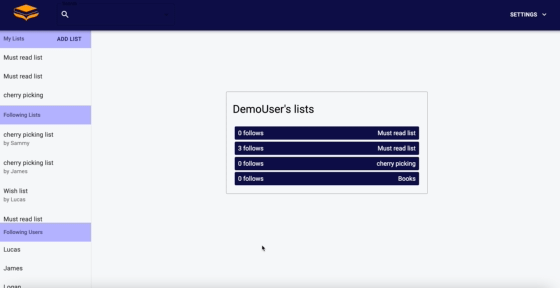 SETTINGS
My Lists ADD LIST
Must read list
Must read list
cherry picking
Following Lists
cherry picking list
by Sammy
cherry picking list
by James
Wish list
by Lucas
Must read list
Following Users
Lucas
James
Logan
DemoUser's lists
0 follows Must read list
3 follows Must read list
0 follows cherry picking
0 follows Books